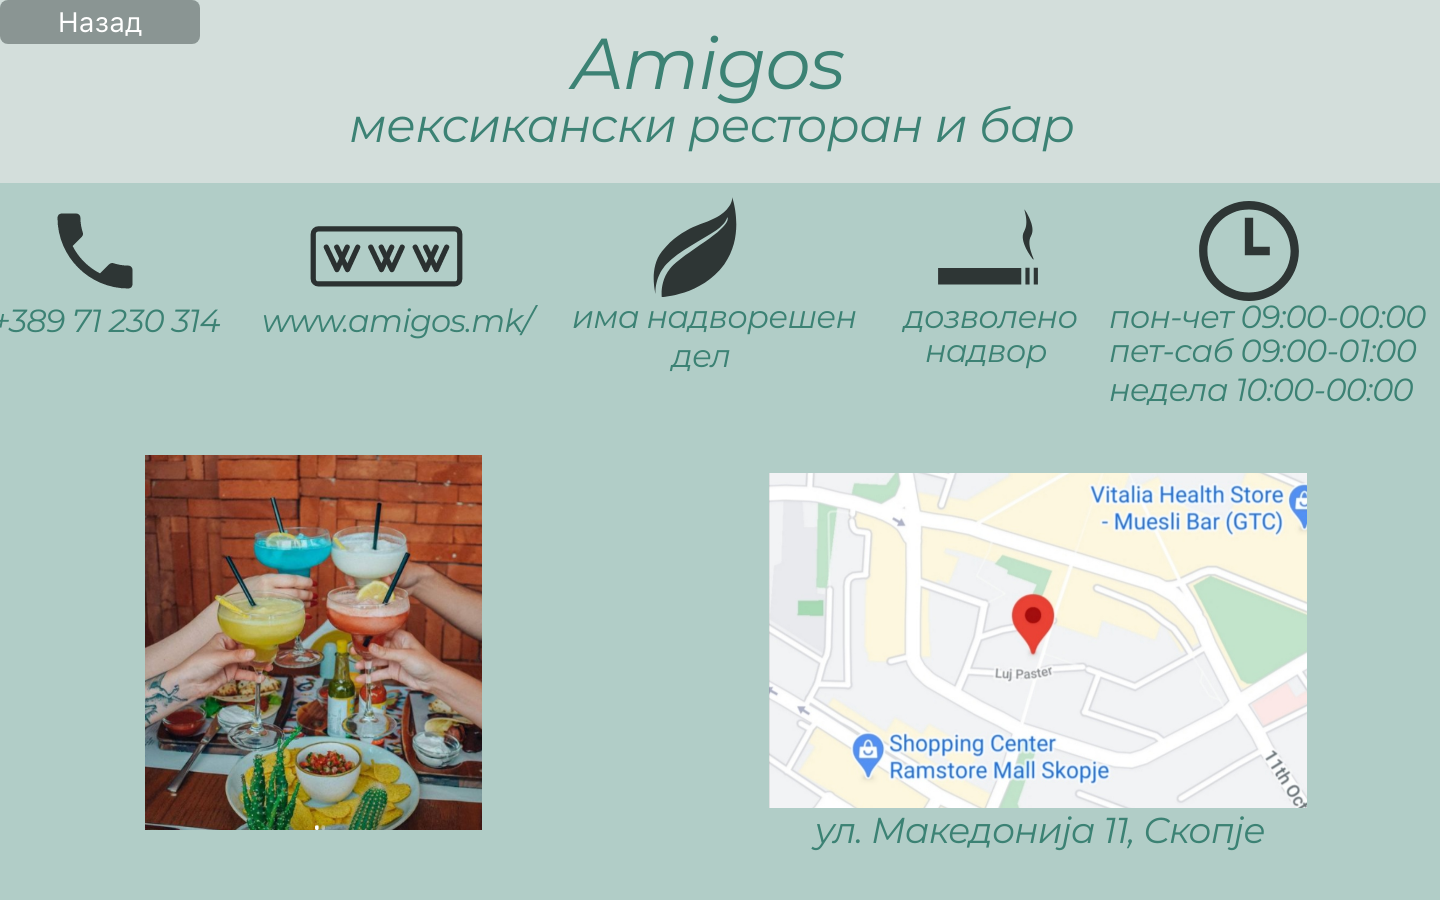 Назад
Amigos
мексикански ресторан и бар
WWW
+389 71 230 314
www.amigos.mk/
има надворешен
дел
дозволено
надвор
пон-чет 09:00-00:00
пет-саб 09:00-01:00
недела 10:00-00:00
Vitalia Health Store
- Muesli Bar (GTC)
Luj Paster
Shopping Center
Ramstore Mall Skopje
11th Oct
ул. Македонија 11, Скопје